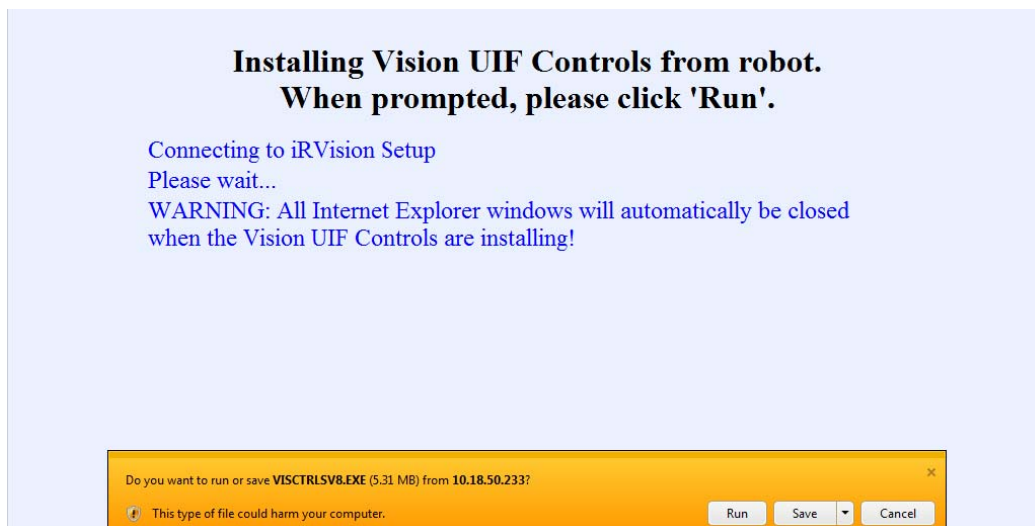 Installing Vision UIF Controls from robot.
When prompted, please click 'Run'.
Connecting to iRVision Setup
Please wait...
WARNING: All Internet Explorer windows will automatically be closed
when the Vision UIF Controls are installing!
Do you want to run or save VISCTRLSV8.EXE (5.31 MB) from 10.18.50.233?
This type of file could harm your computer.
Run
Save
Cancel